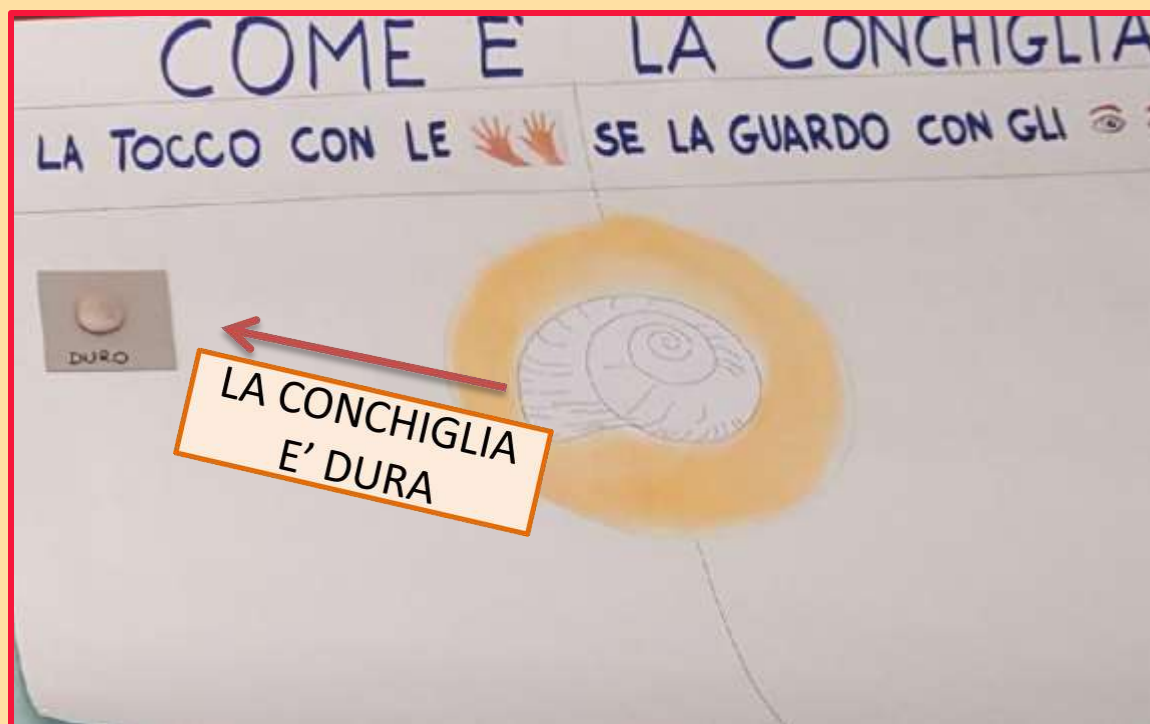 COME E' LA CONCHIGLIA
LA TOCCO CON LE SE LA GUARDO CON GLI
DURO
LA CONCHIGLIA
E' DURA